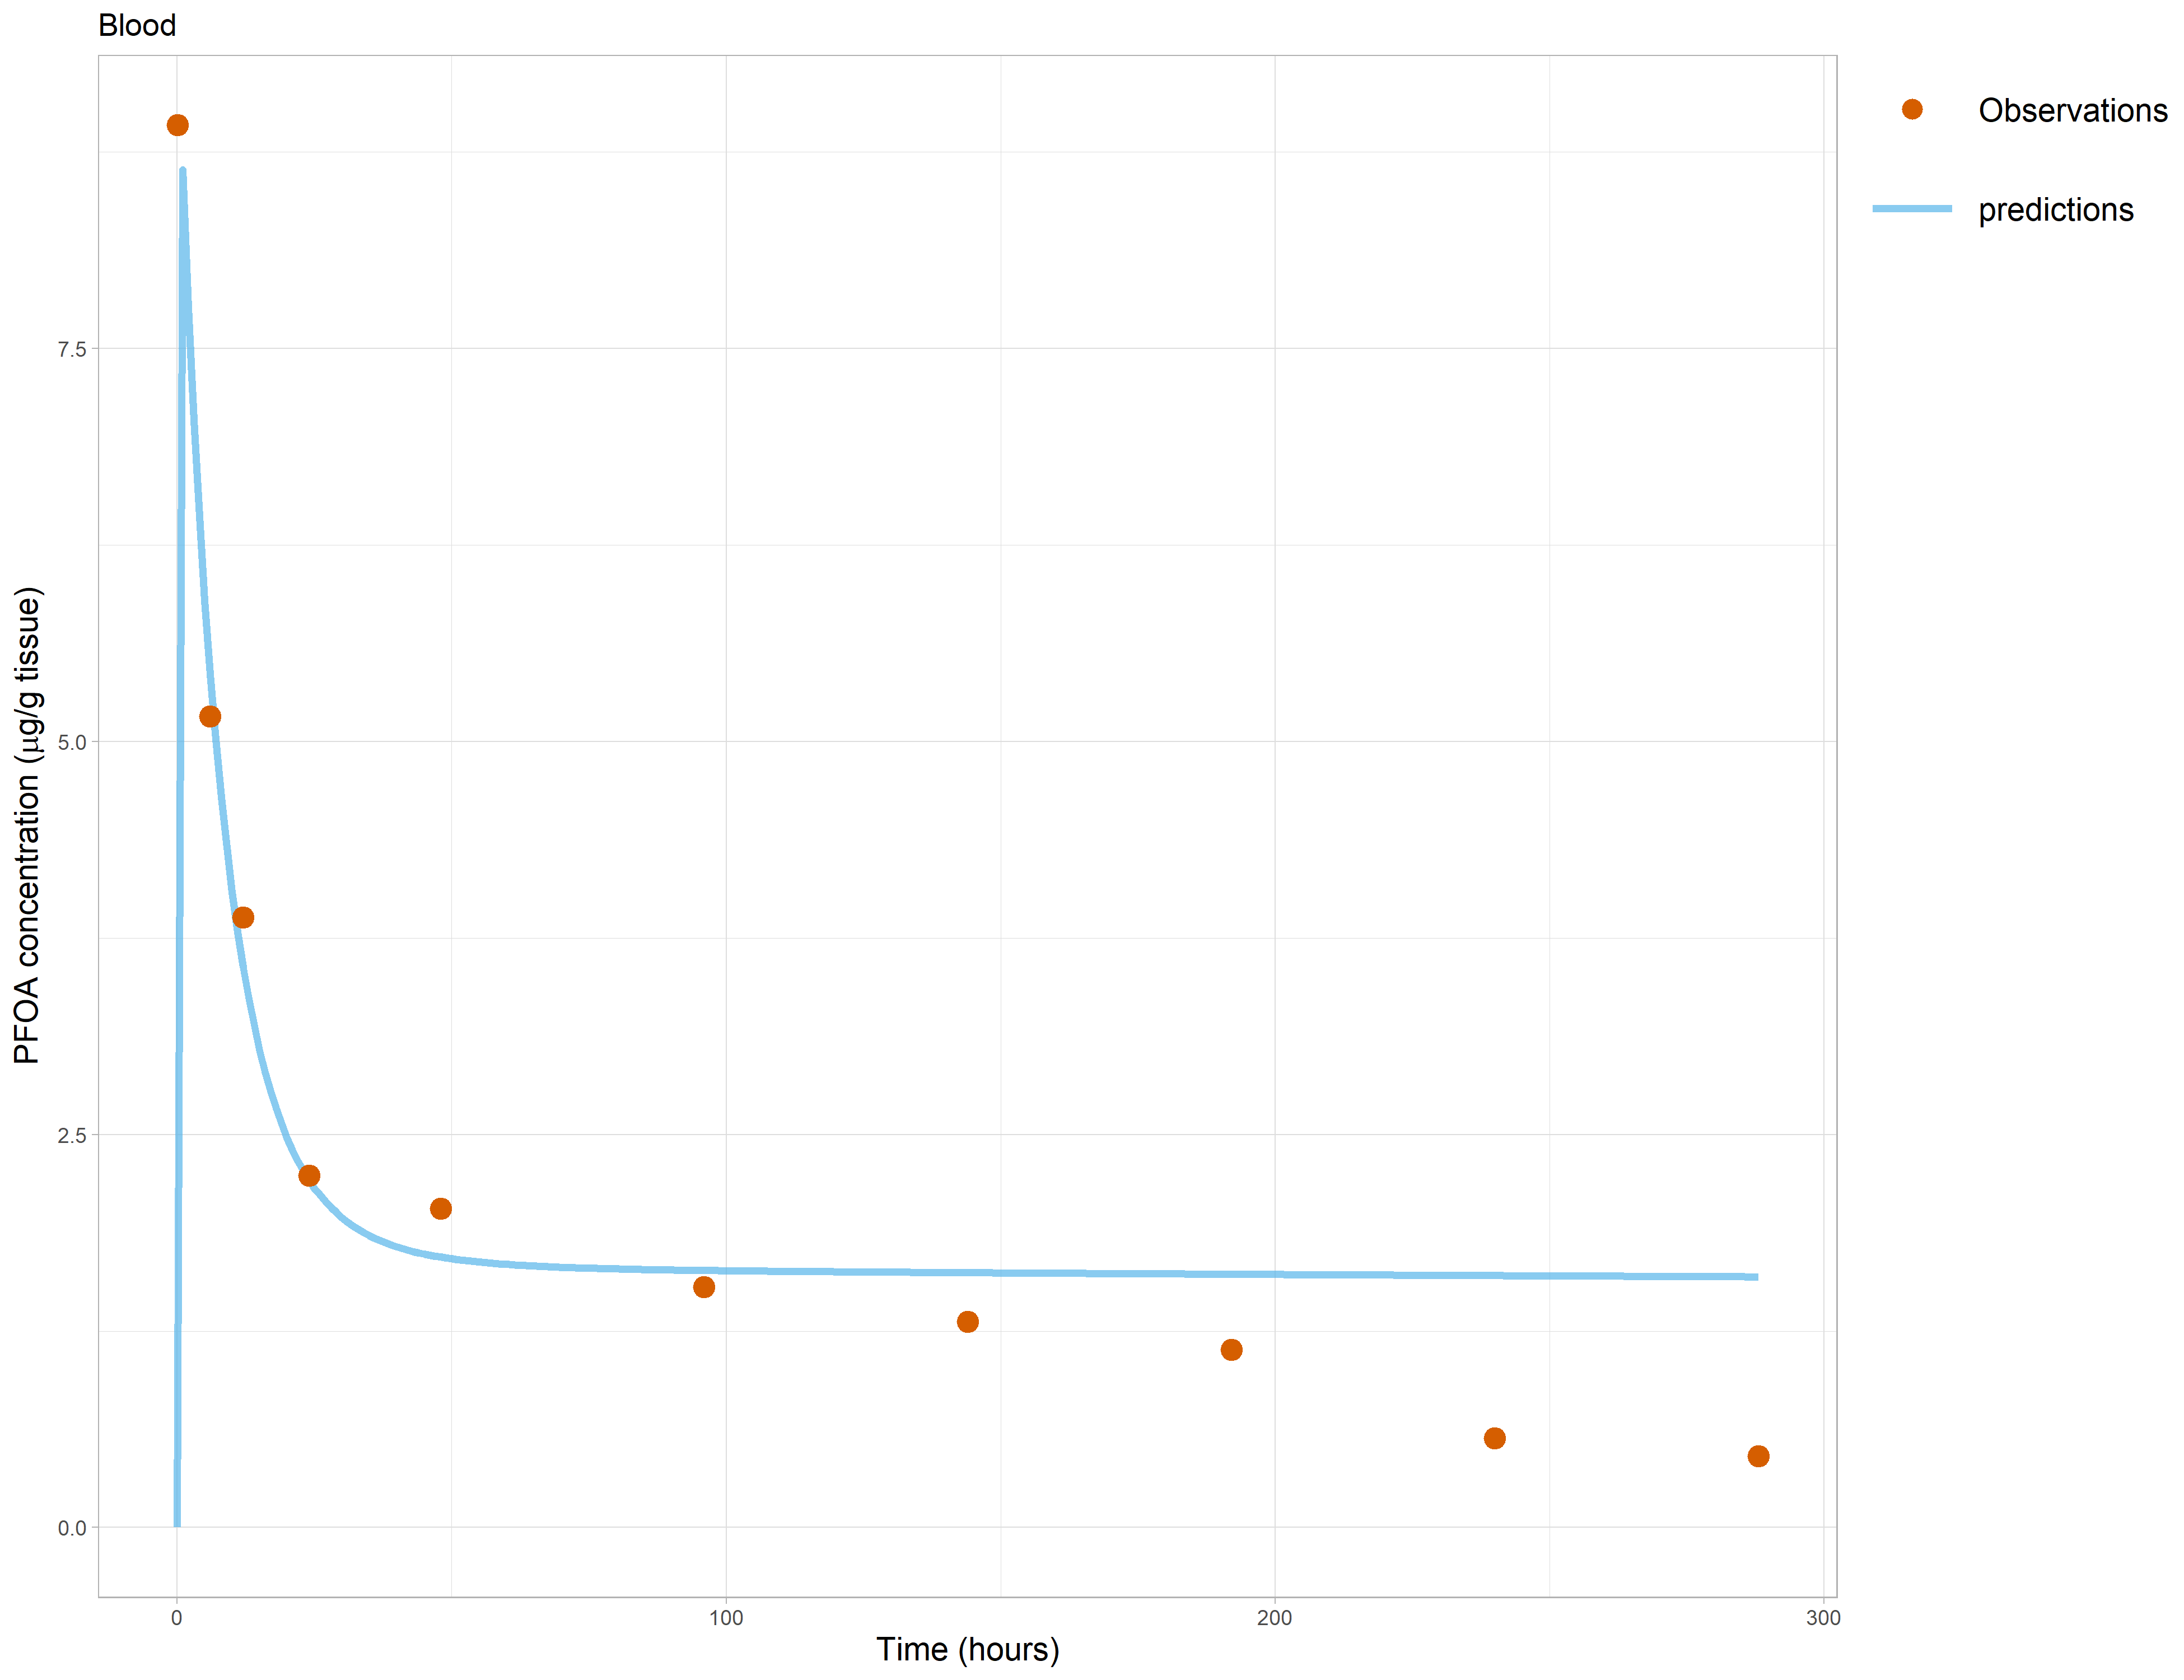 Blood
Observations
predictions
PFOA concentration (μg/g tissue)
7.5
5.0
2.5
0.0
0
100
200
300
Time (hours)